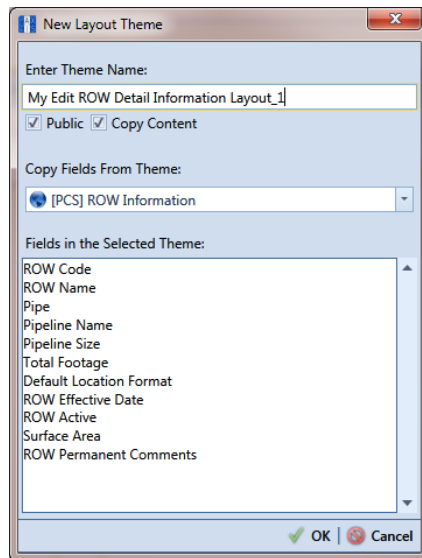 New Layout Theme
Enter Theme Name:
My Edit ROW Detail Information Layout_1
Public Copy Content
Copy Fields From Theme:
[PCS] ROW Information
Fields in the Selected Theme:
ROW Code
ROW Name
Pipe
Pipeline Name
Pipeline Size
Total Footage
Default Location Format
ROW Effective Date
ROW Active
Surface Area
ROW Permanent Comments
OK | Cancel